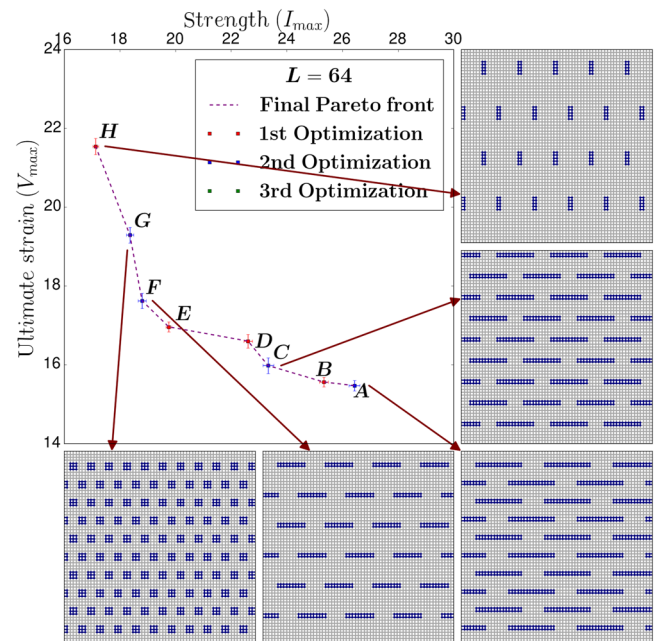 Strength (I_max)
16 18 20 22 24 26 28 30
24
22
20
18
16
14
Ultimate strain (V_max)
L = 64
Final Pareto front
1st Optimization
2nd Optimization
3rd Optimization
H
G
F
E
D
C
B
A